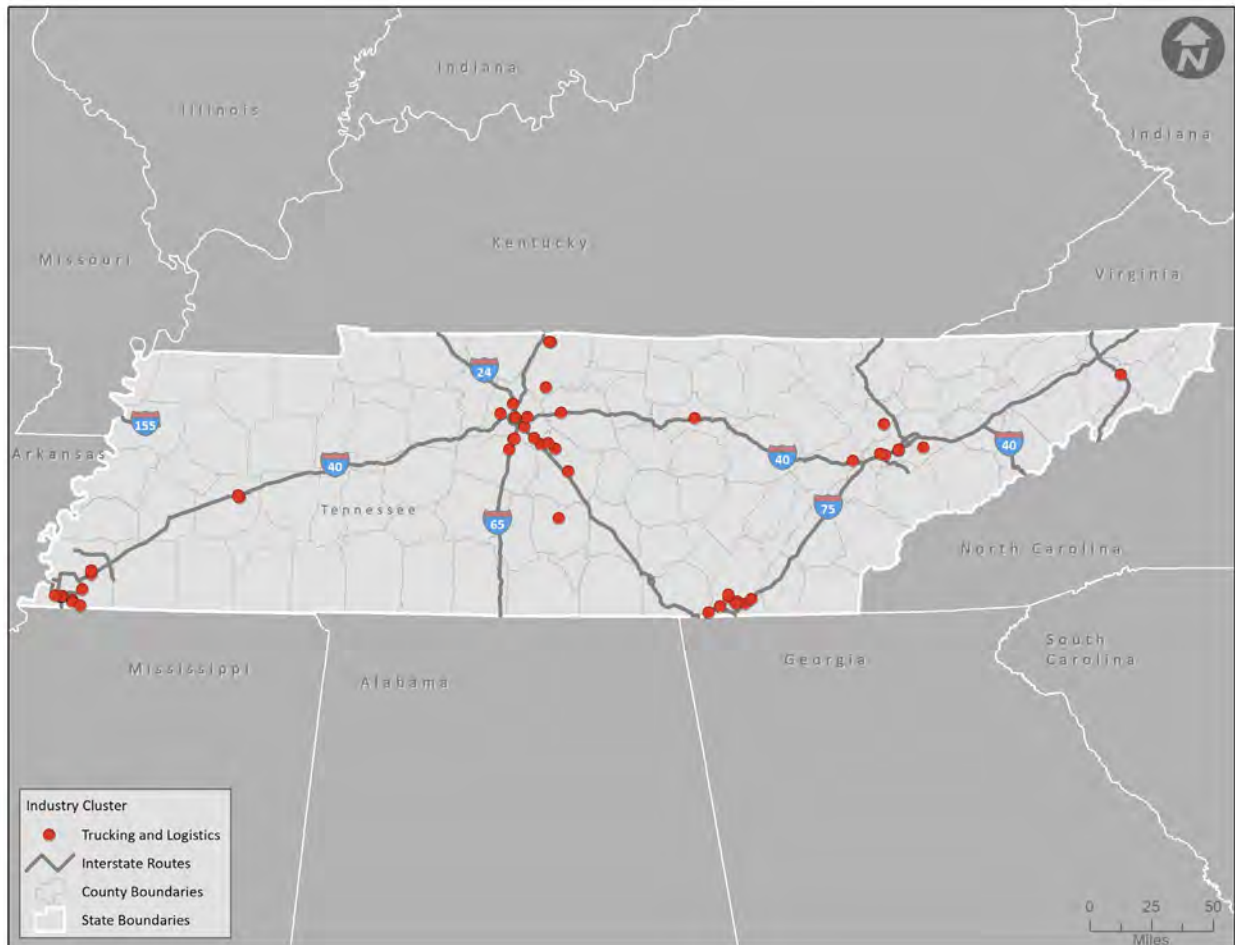 N
Indiana
Illinois
Indiana
Kentucky
Missouri
Virginia
24
155
Arkansas
40
40
40
Tennessee
65
75
North Carolina
Mississippi
Alabama
Georgia
South
Carolina
Industry Cluster
Trucking and Logistics
Interstate Routes
County Boundaries
State Boundaries
0 25 50
Miles